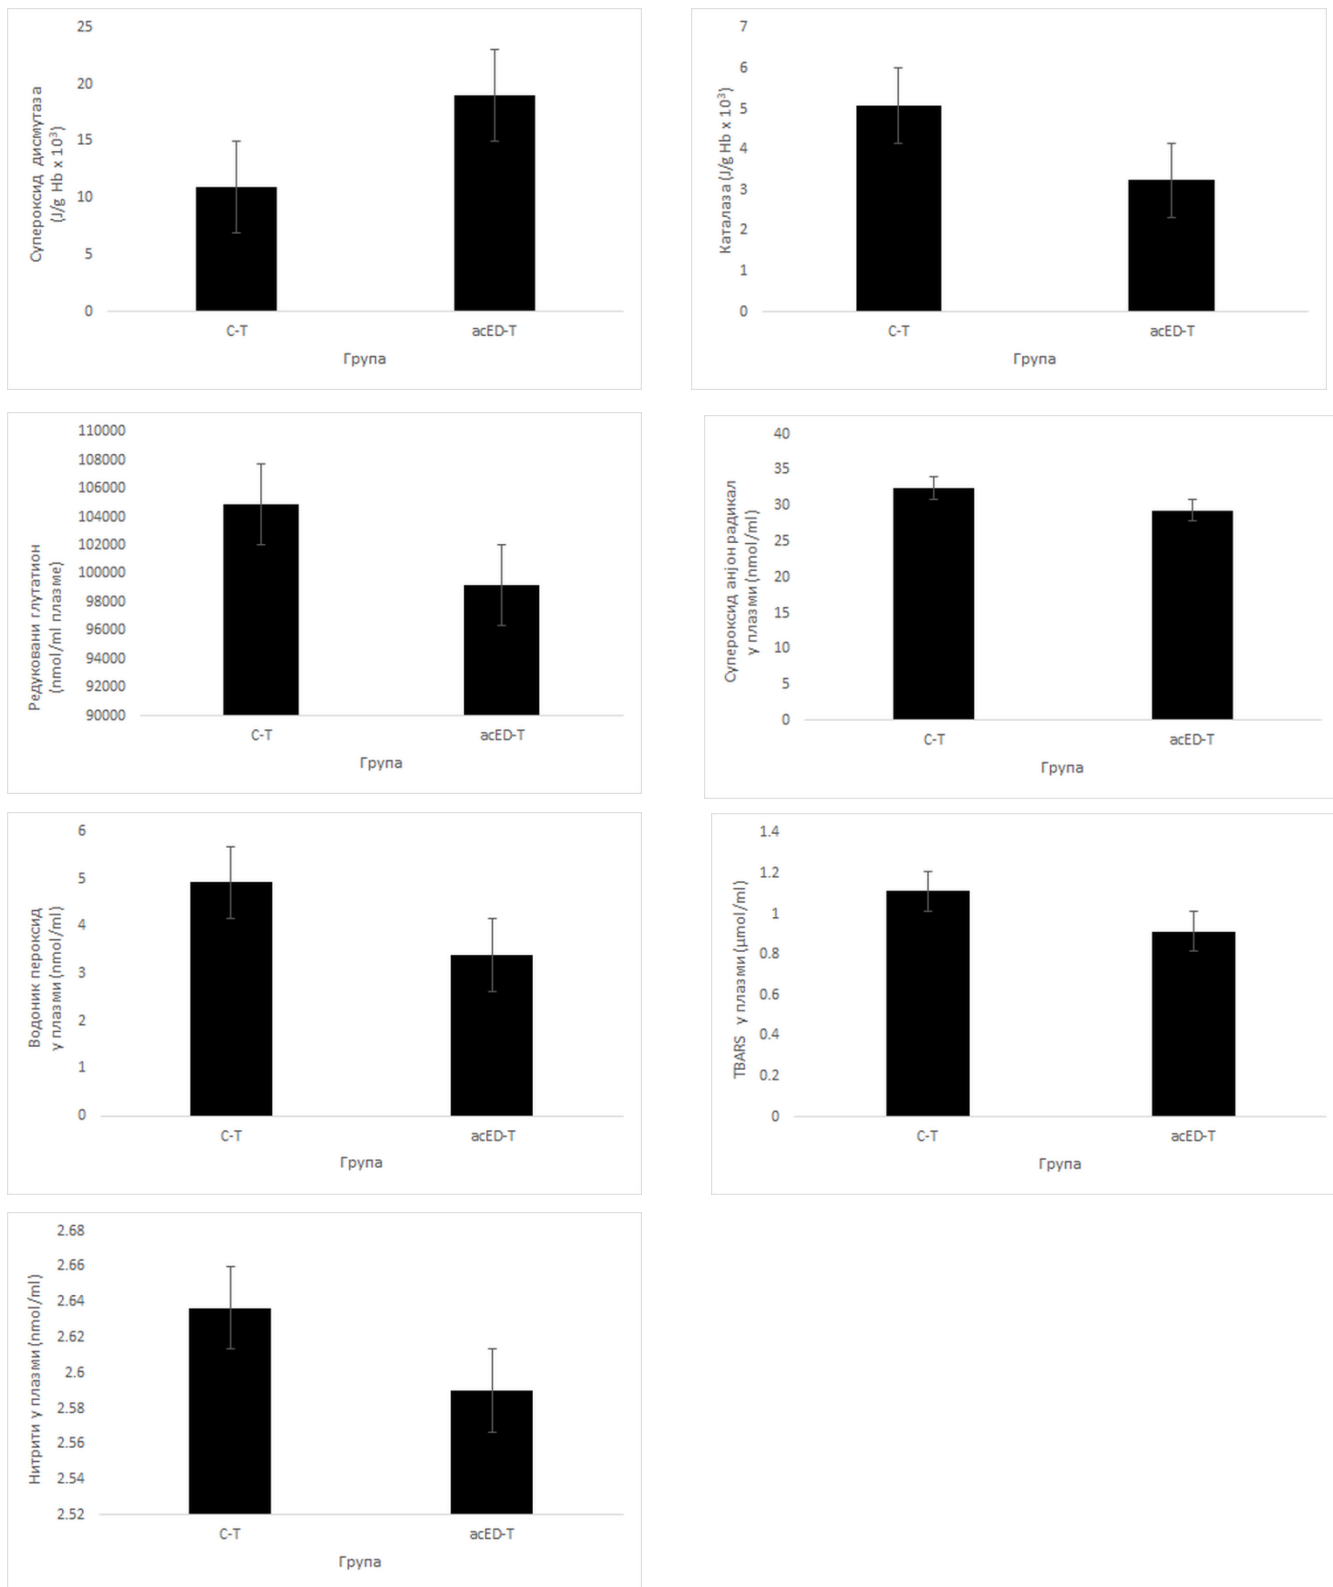 Супероксид дисмутаза
(J/g Hb x 10³)
25
20
15
10
5
0
C-T
acED-T
Група
Каталаза (J/g Hb x 10³)
7
6
5
4
3
2
1
0
C-T
acED-T
Група
Редуковани глутатион
(nmol/ml плазме)
110000
108000
106000
104000
102000
100000
98000
96000
94000
92000
90000
C-T
acED-T
Група
Супероксид анјон радикал
у плазми (nmol/ml)
40
35
30
25
20
15
10
5
0
C-T
acED-T
Група
Водоник пероксид
у плазми (nmol/ml)
6
5
4
3
2
1
0
C-T
acED-T
Група
TBARS у плазми (μmol/ml)
1.4
1.2
1
0.8
0.6
0.4
0.2
0
C-T
acED-T
Група
Нитрити у плазми (nmol/ml)
2.68
2.66
2.64
2.62
2.6
2.58
2.56
2.54
2.52
C-T
acED-T
Група